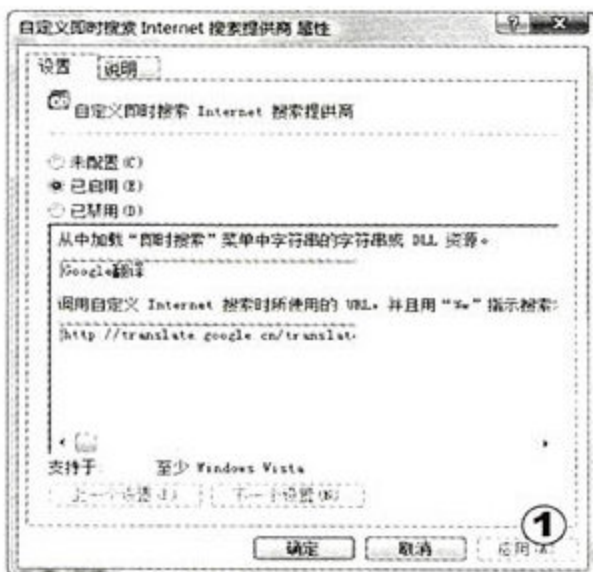 自定义即时搜索 Internet 搜索提供商 属性
设置 说明
自定义即时搜索 Internet 搜索提供商
未配置(C)
已启用(E)
已禁用(D)
从中加载“即时搜索”菜单中字符串的字符串或 DLL 资源。
Google翻译
调用自定义 Internet 搜索时所使用的 URL，并且用“%w”指示搜索
http://translate.google.cn/translat
支持于: 至少 Windows Vista
上一个设置(P) 下一个设置(N)
确定 取消 应用(A)
①